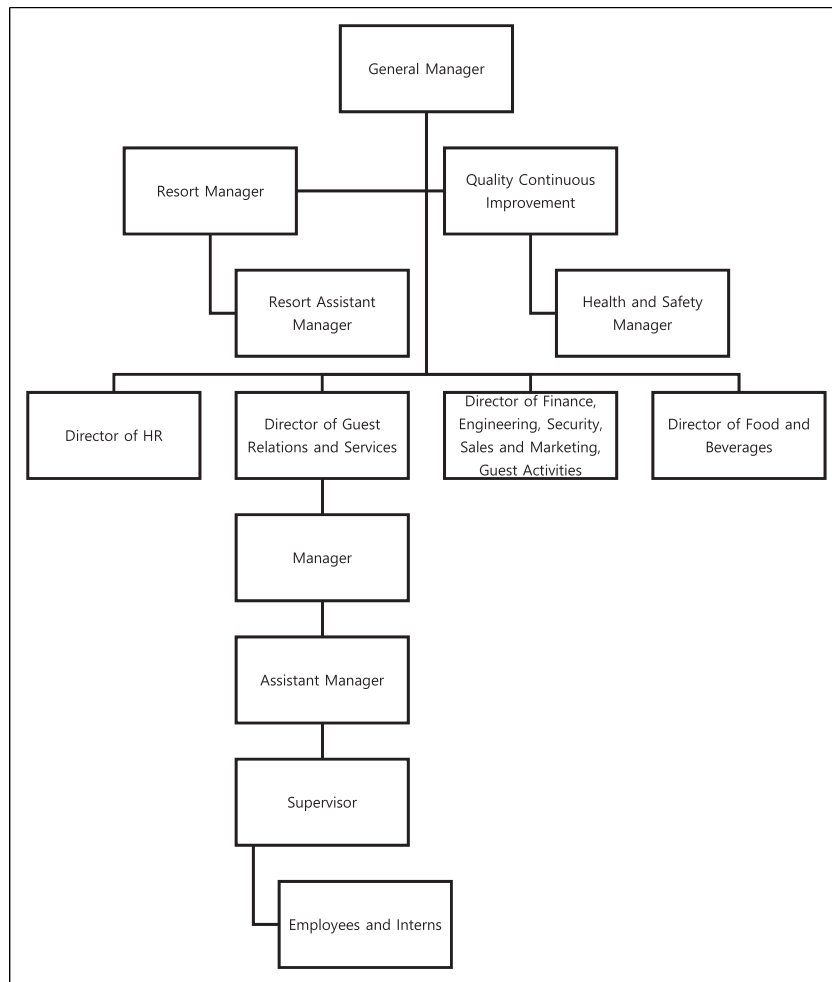 General Manager
Resort Manager
Quality Continuous
Improvement
Resort Assistant
Manager
Health and Safety
Manager
Director of HR
Director of Guest
Relations and Services
Director of Finance,
Engineering, Security,
Sales and Marketing,
Guest Activities
Director of Food and
Beverages
Manager
Assistant Manager
Supervisor
Employees and Interns